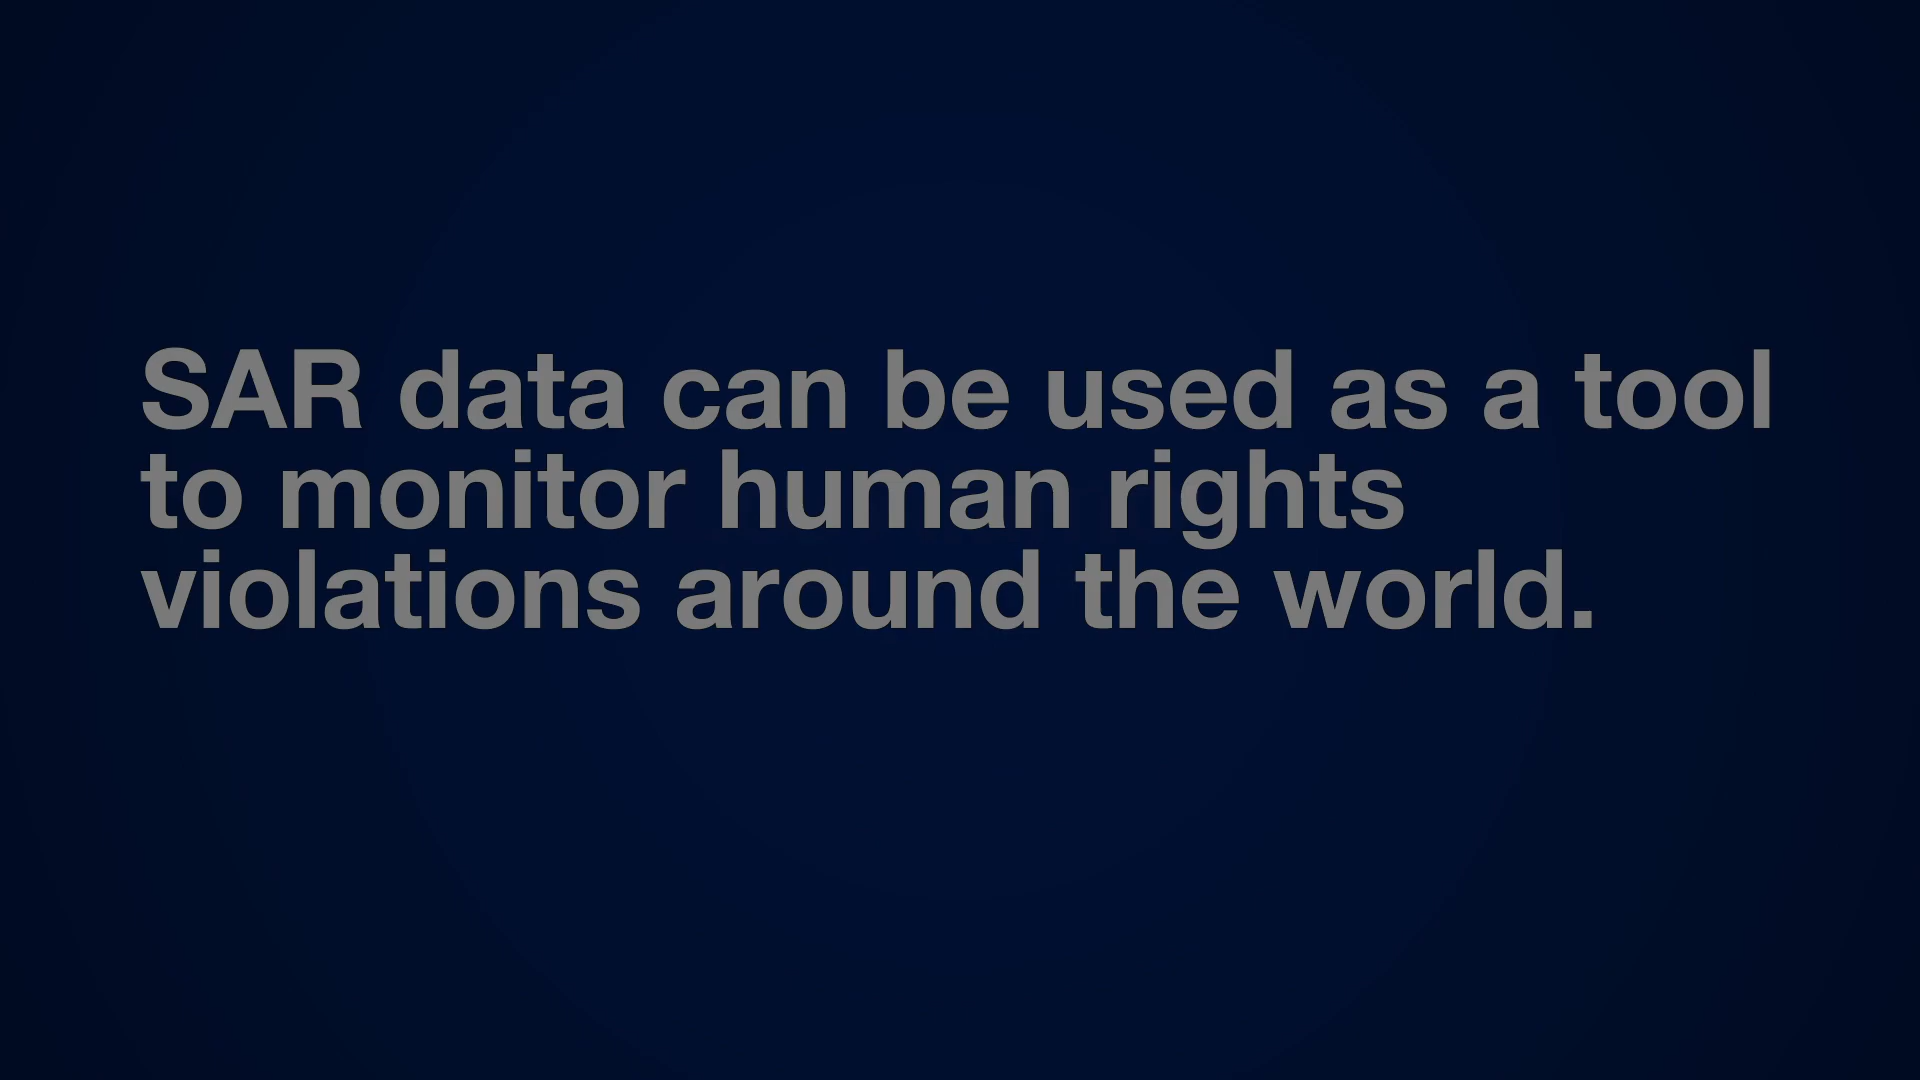 SAR data can be used as a tool
to monitor human rights
violations around the world.